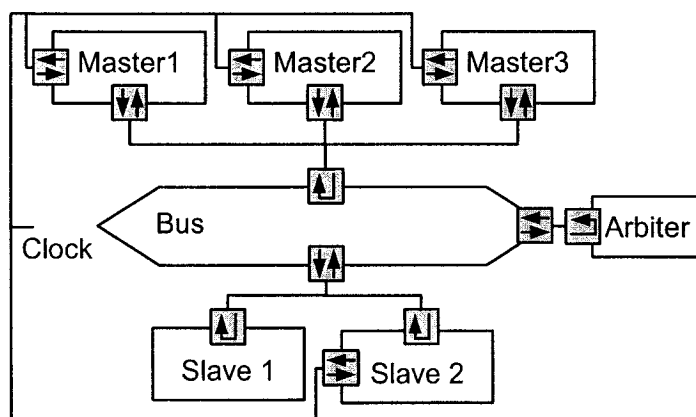 Master1
Master2
Master3
Bus
Arbiter
Clock
Slave 1
Slave 2